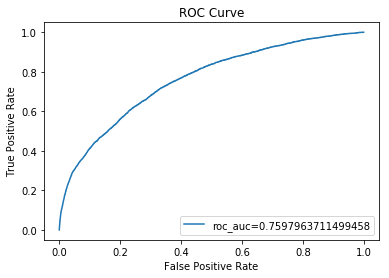 ROC Curve
1.0
0.8
0.6
0.4
0.2
0.0
True Positive Rate
roc_auc=0.7597963711499458
0.0 0.2 0.4 0.6 0.8 1.0
False Positive Rate